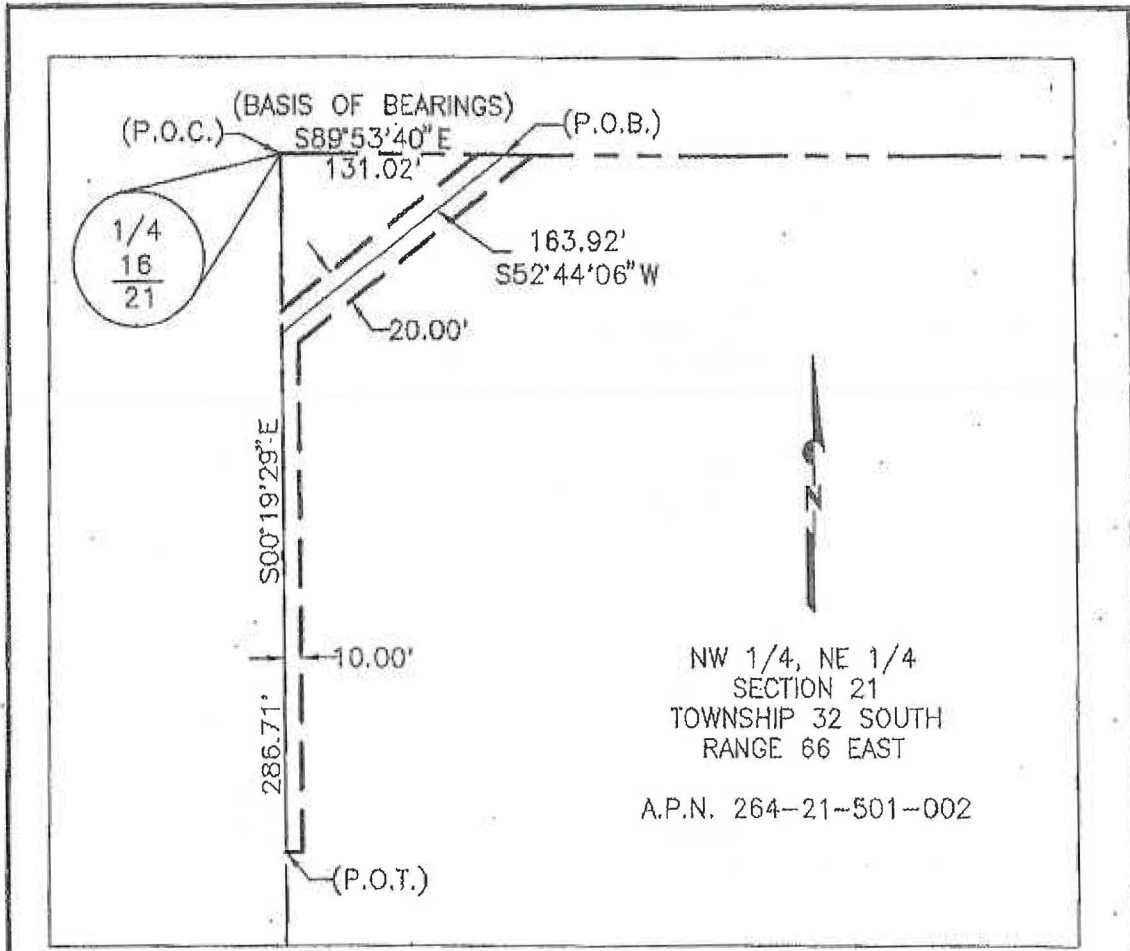 (BASIS OF BEARINGS)
(P.O.C.)
S89°53'40"E
131.02'
(P.O.B.)
1/4
16
21
163.92'
S52°44'06"W
20.00'
S00°19'29"E
10.00'
286.71'
N
NW 1/4, NE 1/4
SECTION 21
TOWNSHIP 32 SOUTH
RANGE 66 EAST
A.P.N. 264-21-501-002
(P.O.T.)